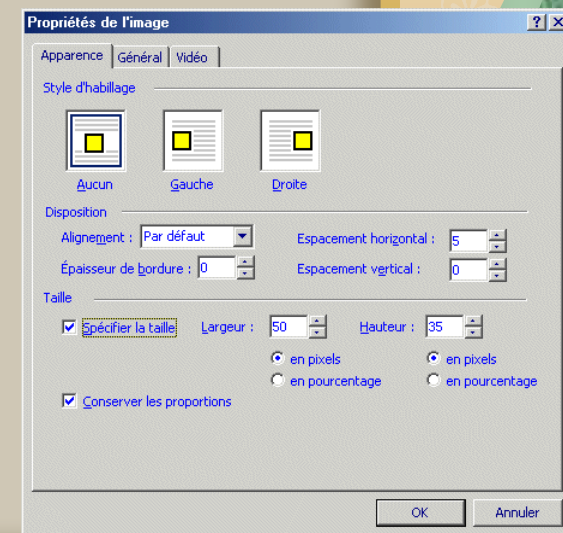 Propriétés de l'image
Apparence Général Vidéo
Style d'habillage
Aucun Gauche Droite
Disposition
Alignement : Par défaut Espacement horizontal : 5
Épaisseur de bordure : 0 Espacement vertical : 0
Taille
Spécifier la taille Largeur : 50 Hauteur : 35
en pixels en pixels
en pourcentage en pourcentage
Conserver les proportions
OK Annuler